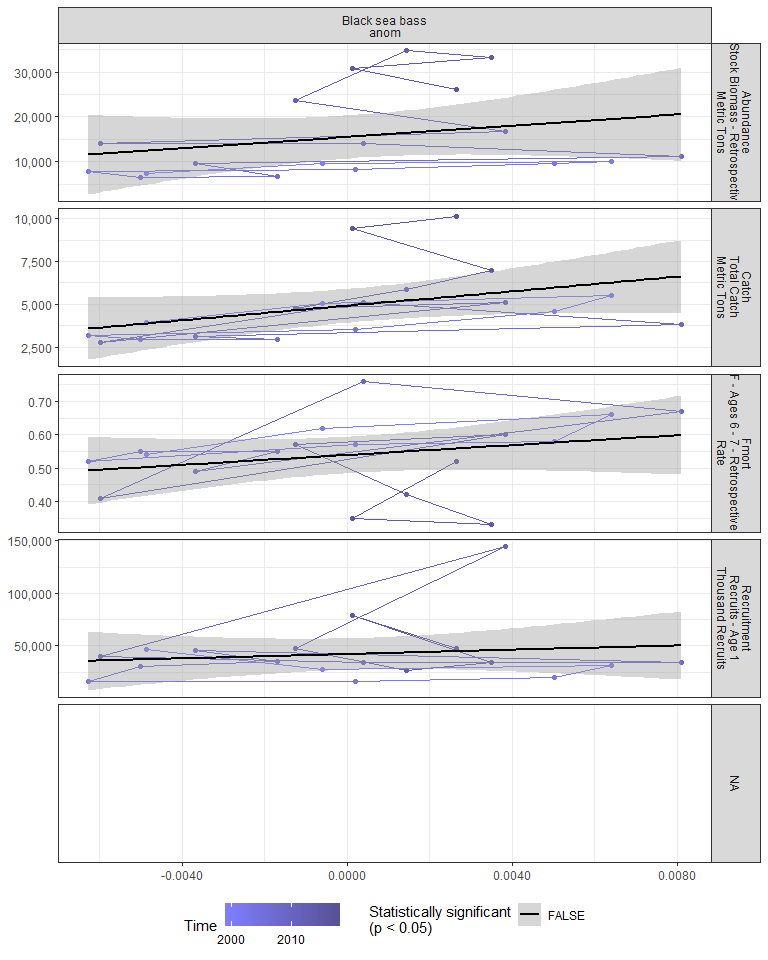 Black sea bass
anom
30,000
20,000
10,000
Abundance
Stock Biomass - Retrospectiv
Metric Tons
10,000
7,500
5,000
2,500
Catch
Total Catch
Metric Tons
0.70
0.60
0.50
0.40
Fmort
F - Ages 6 - 7 - Retrospective
Rate
150,000
100,000
50,000
Recruitment
Recruits - Age 1
Thousand Recruits
NA
-0.0040
0.0000
0.0040
0.0080
Time
2000
2010
Statistically significant
(p < 0.05)
FALSE